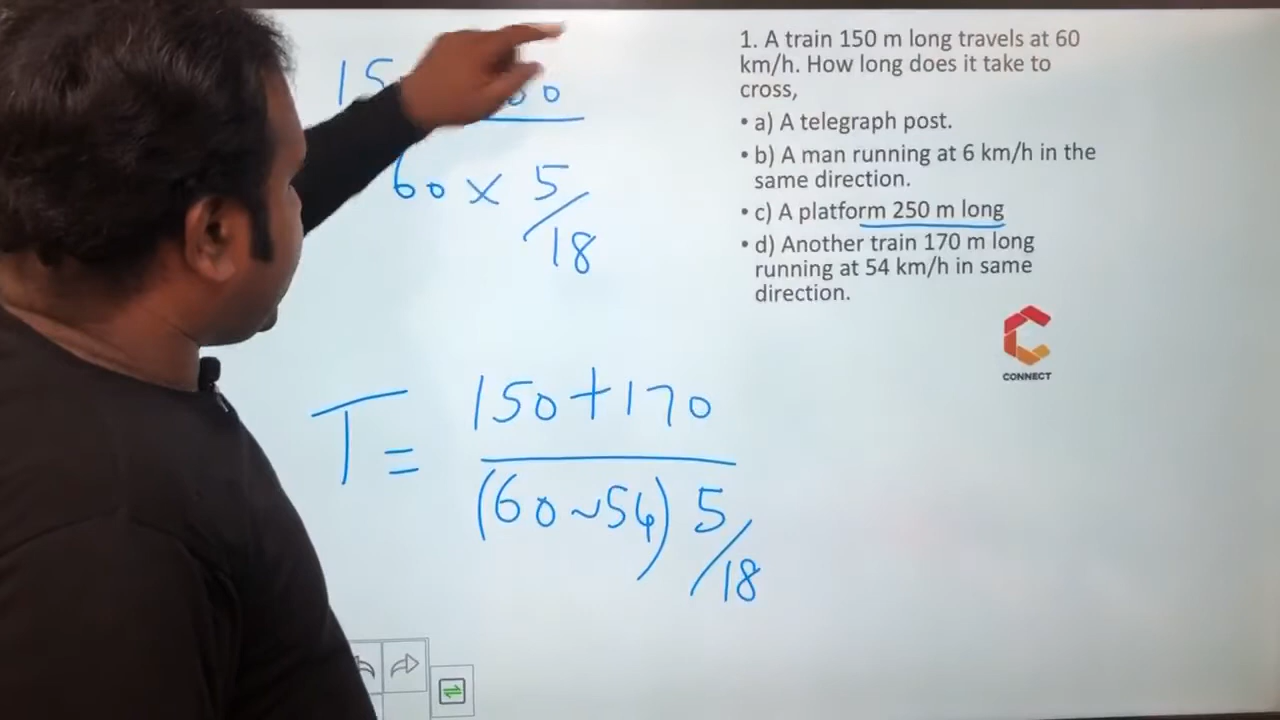 15
60 × 5/18
T = 150+170
(60~54) 5/18
1. A train 150 m long travels at 60
km/h. How long does it take to
cross,
• a) A telegraph post.
• b) A man running at 6 km/h in the
same direction.
• c) A platform 250 m long
• d) Another train 170 m long
running at 54 km/h in same
direction.
CONNECT